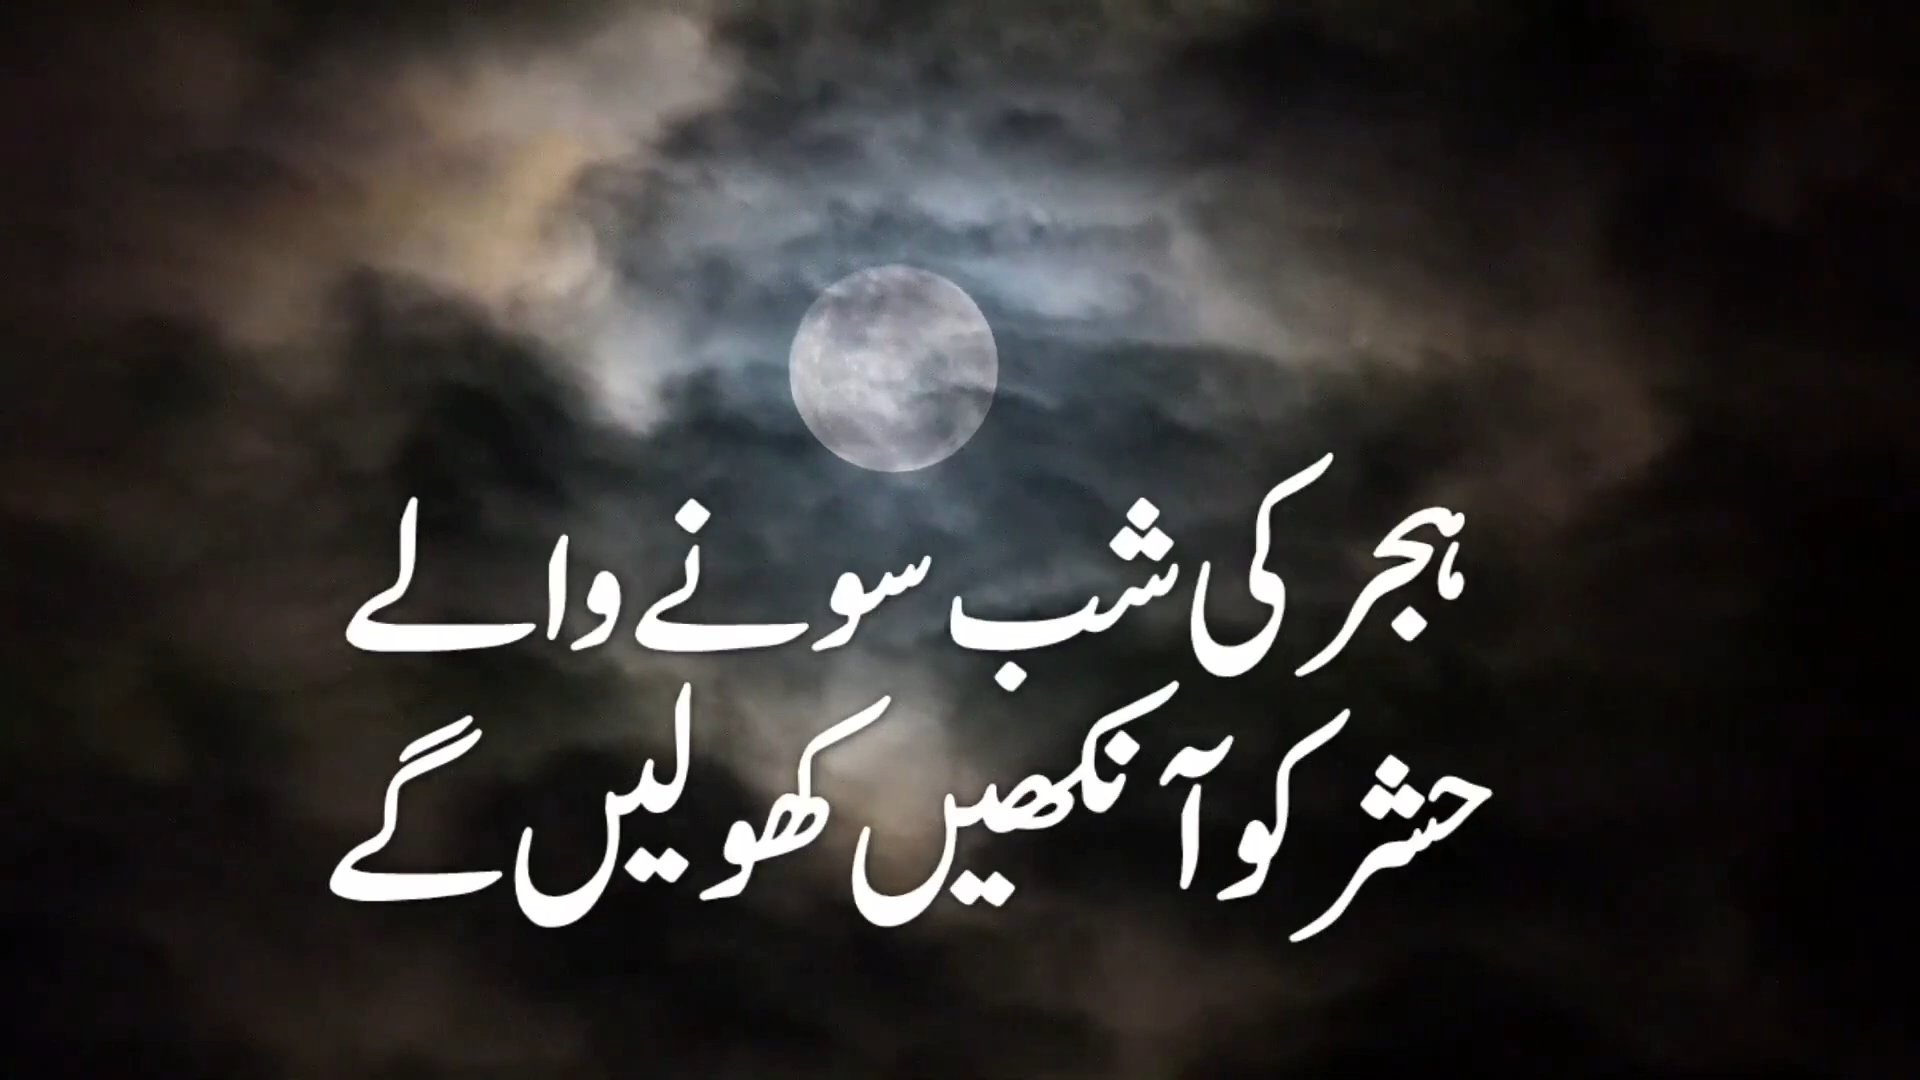 ہجر کی شب سونے والے
حشر کو آنکھیں کھولیں گے